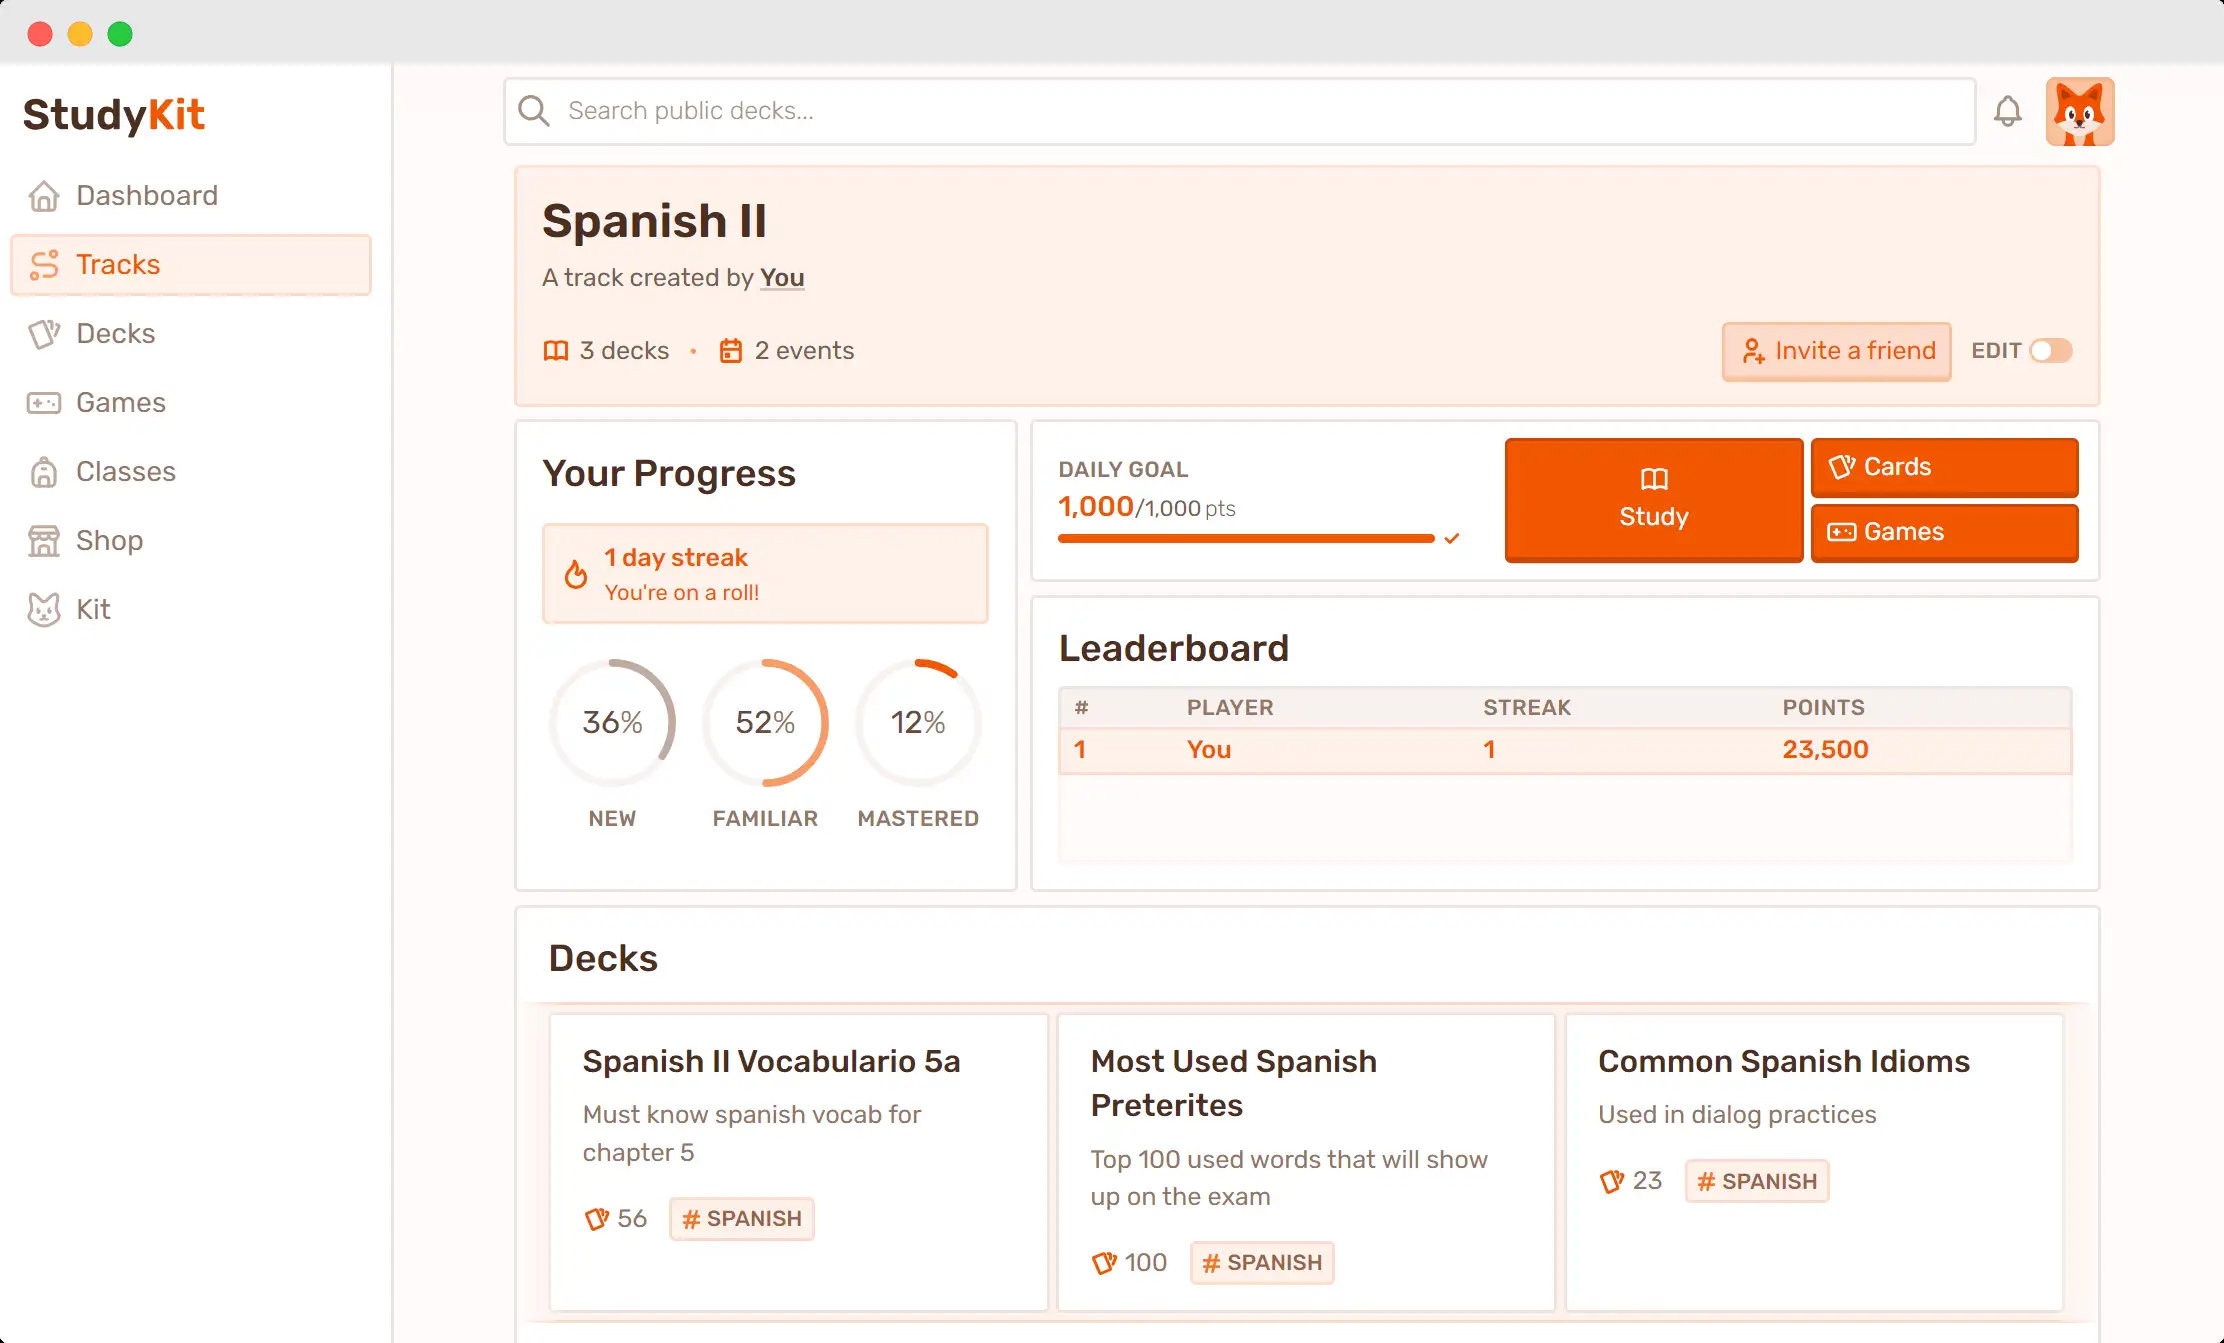 StudyKit
Search public decks...
Dashboard
Tracks
Decks
Games
Classes
Shop
Kit
Spanish II
A track created by You
3 decks • 2 events
Invite a friend
EDIT
Your Progress
1 day streak
You're on a roll!
36%
52%
12%
NEW
FAMILIAR
MASTERED
DAILY GOAL
1,000/1,000 pts
Study
Cards
Games
Leaderboard
# PLAYER STREAK POINTS
1 You 1 23,500
Decks
Spanish II Vocabulario 5a
Must know spanish vocab for
chapter 5
56 # SPANISH
Most Used Spanish
Preterites
Top 100 used words that will show
up on the exam
100 # SPANISH
Common Spanish Idioms
Used in dialog practices
23 # SPANISH